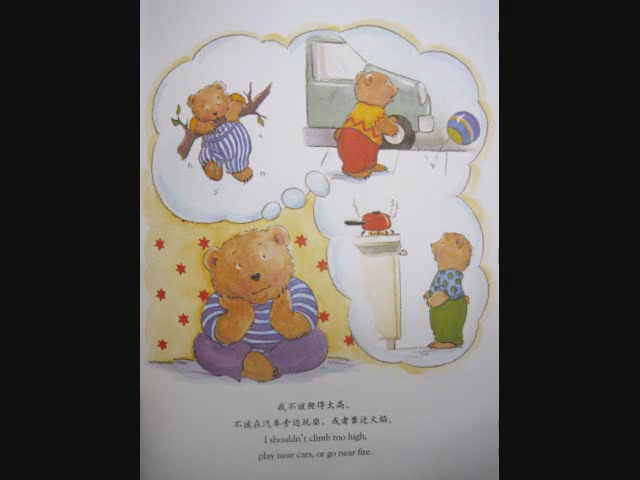 我不该爬得太高，
不该在汽车旁边玩耍，或者靠近火焰。
I shouldn't climb too high,
play near cars, or go near fire.